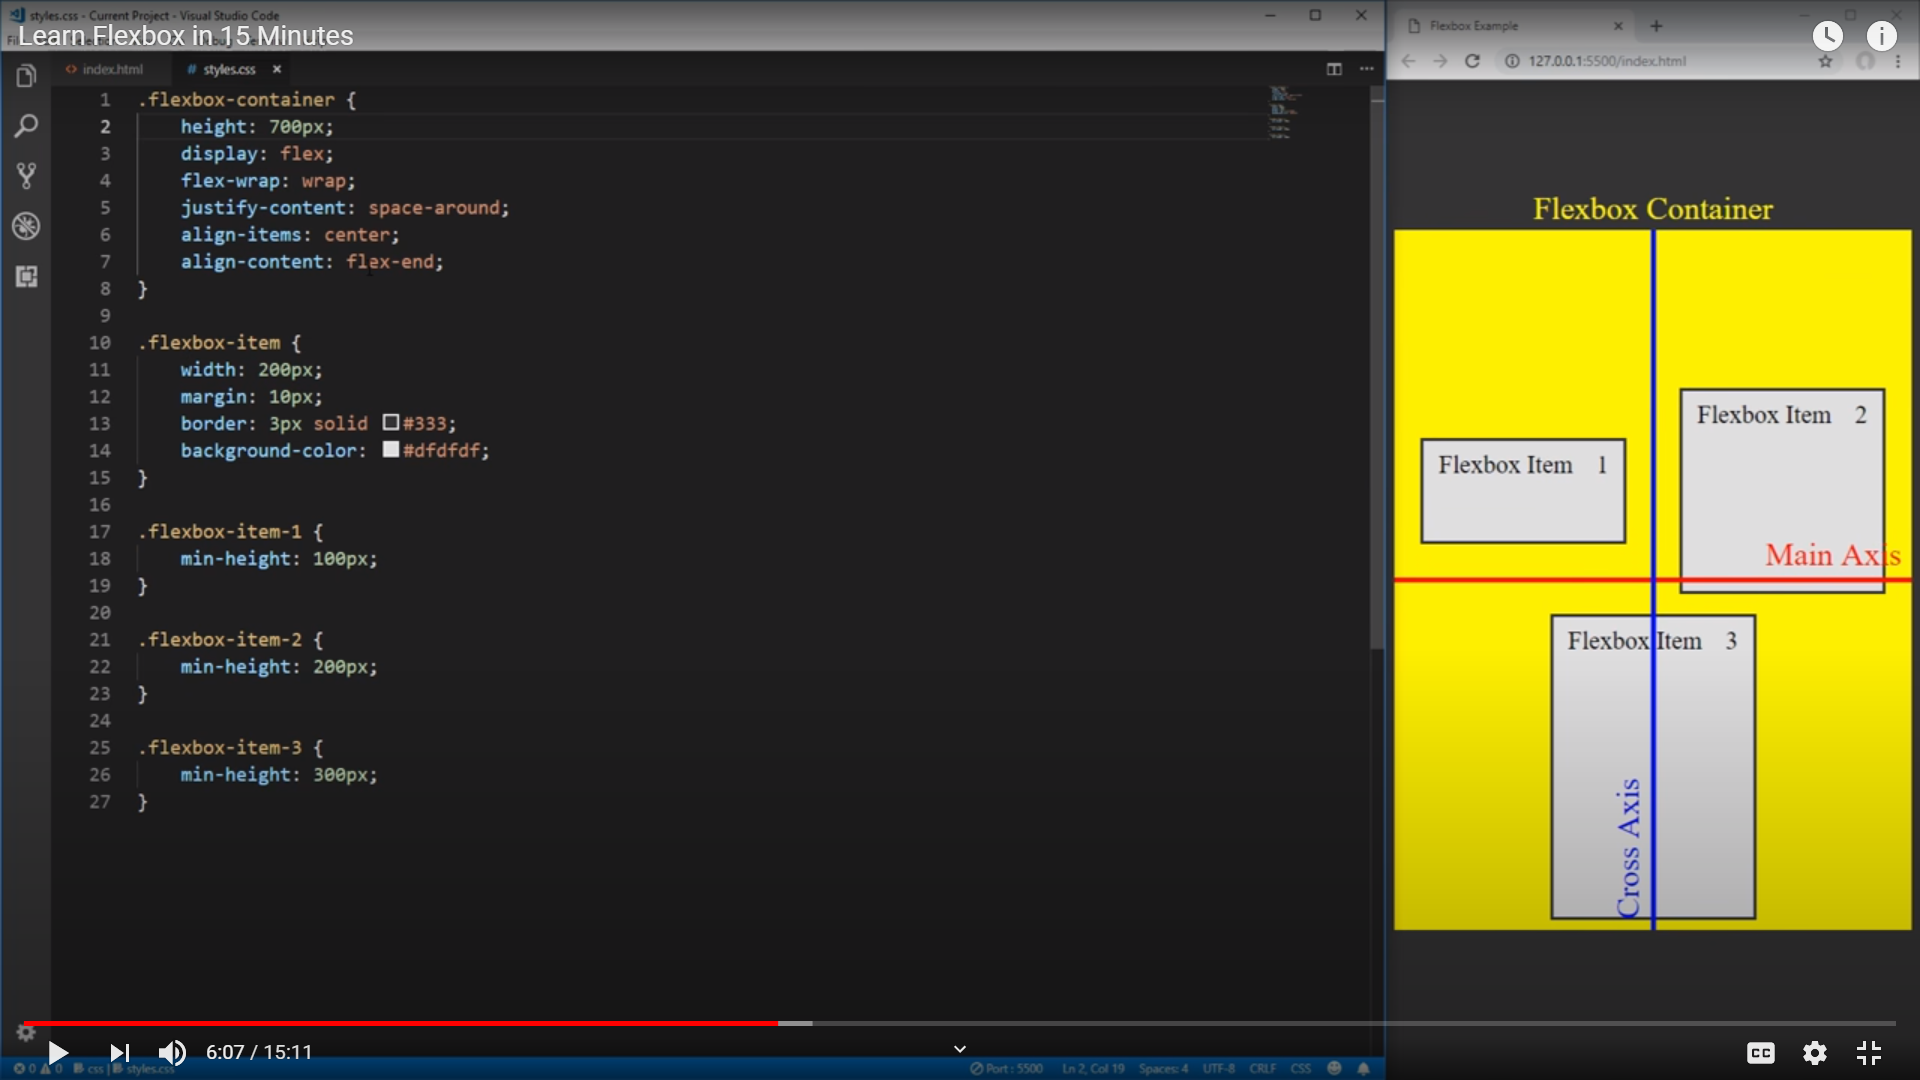 styles.css - Current Project - Visual Studio Code
Learn Flexbox in 15 Minutes
index.html
# styles.css
1 .flexbox-container {
2 height: 700px;
3 display: flex;
4 flex-wrap: wrap;
5 justify-content: space-around;
6 align-items: center;
7 align-content: flex-end;
8 }
9
10 .flexbox-item {
11 width: 200px;
12 margin: 10px;
13 border: 3px solid #333;
14 background-color: #dfdfdf;
15 }
16
17 .flexbox-item-1 {
18 min-height: 100px;
19 }
20
21 .flexbox-item-2 {
22 min-height: 200px;
23 }
24
25 .flexbox-item-3 {
26 min-height: 300px;
27 }
Flexbox Example
127.0.0.1:5500/index.html
Flexbox Container
Flexbox Item 2
Flexbox Item 1
Main Axis
Flexbox Item 3
Cross Axis
6:07 / 15:11
CC
0 0 css | styles.css
Port : 5500 Ln 2, Col 19 Spaces: 4 UTF-8 CRLF CSS